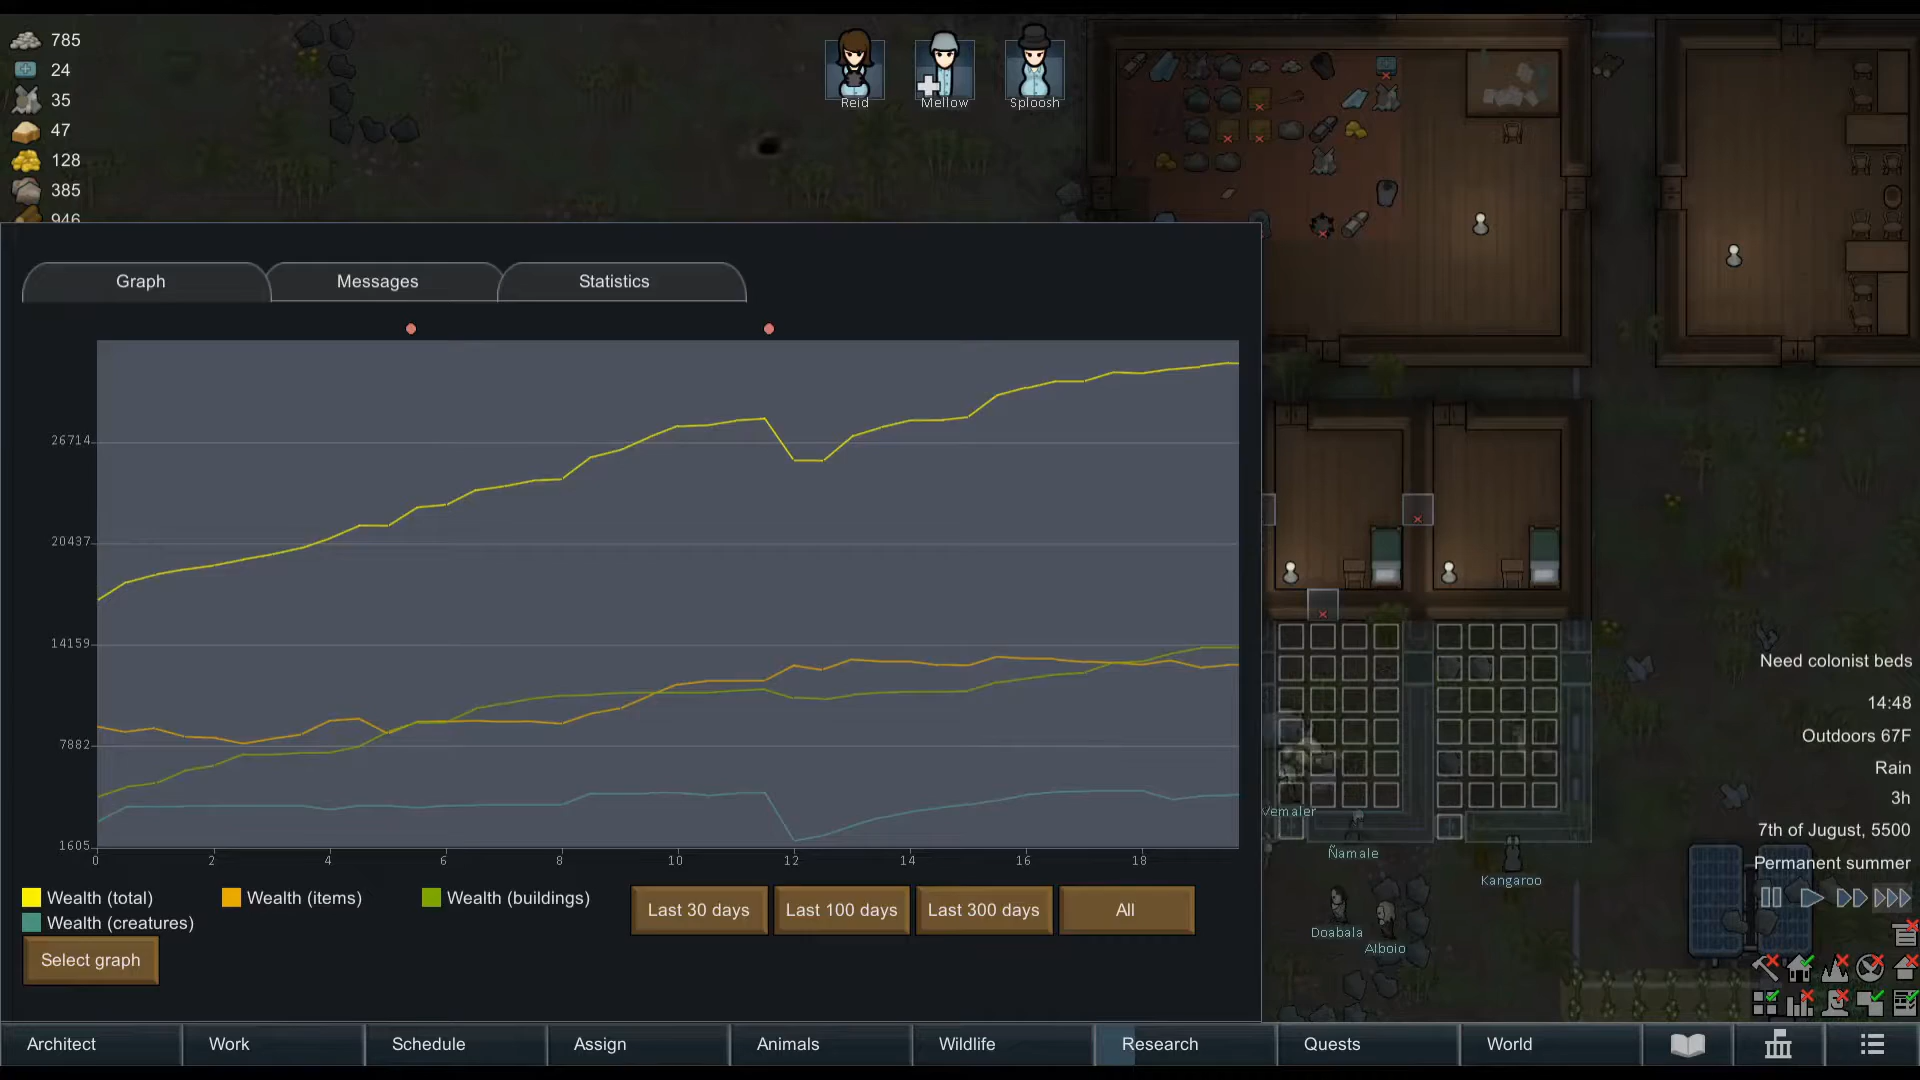 785
24
35
47
128
385
946
Reid
Mellow
Sploosh
Graph
Messages
Statistics
26714
20437
14159
7882
1605
0 2 4 6 8 10 12 14 16 18
Wealth (total)
Wealth (items)
Wealth (buildings)
Wealth (creatures)
Last 30 days
Last 100 days
Last 300 days
All
Select graph
Vemaler
Ñamale
Kangaroo
Doabala
Alboio
Need colonist beds
14:48
Outdoors 67F
Rain
3h
7th of Jugust, 5500
Permanent summer
Architect
Work
Schedule
Assign
Animals
Wildlife
Research
Quests
World